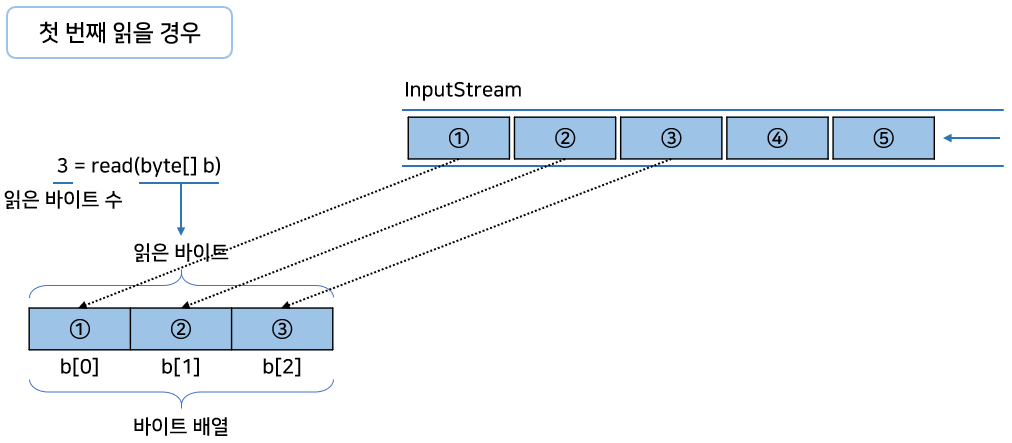 첫 번째 읽을 경우
InputStream
① ② ③ ④ ⑤
3 = read(byte[] b)
읽은 바이트 수
읽은 바이트
① ② ③
b[0] b[1] b[2]
바이트 배열